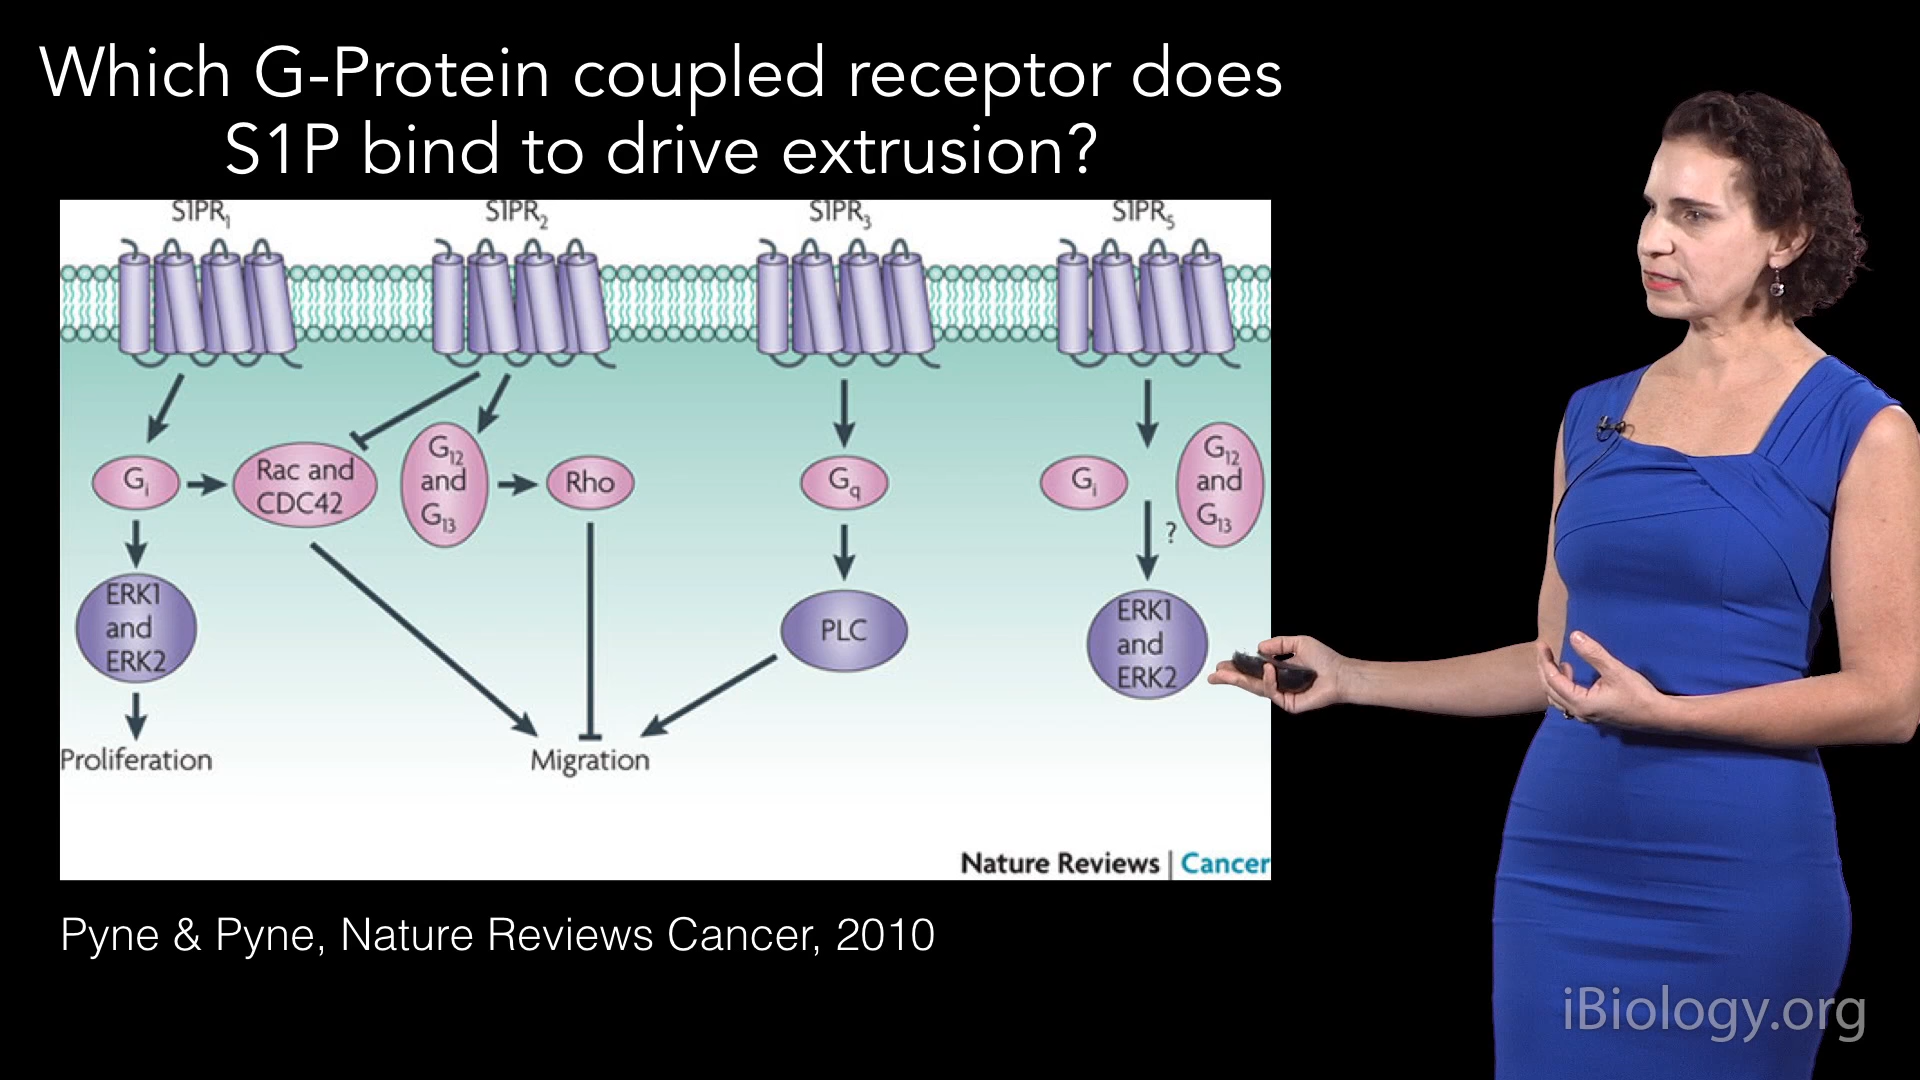 Which G-Protein coupled receptor does
S1P bind to drive extrusion?
S1PR1
S1PR2
S1PR3
S1PR5
Gi
Rac and
CDC42
G12
and
G13
Rho
Gq
Gi
G12
and
G13
?
ERK1
and
ERK2
PLC
ERK1
and
ERK2
Proliferation
Migration
Nature Reviews | Cancer
Pyne & Pyne, Nature Reviews Cancer, 2010
iBiology.org